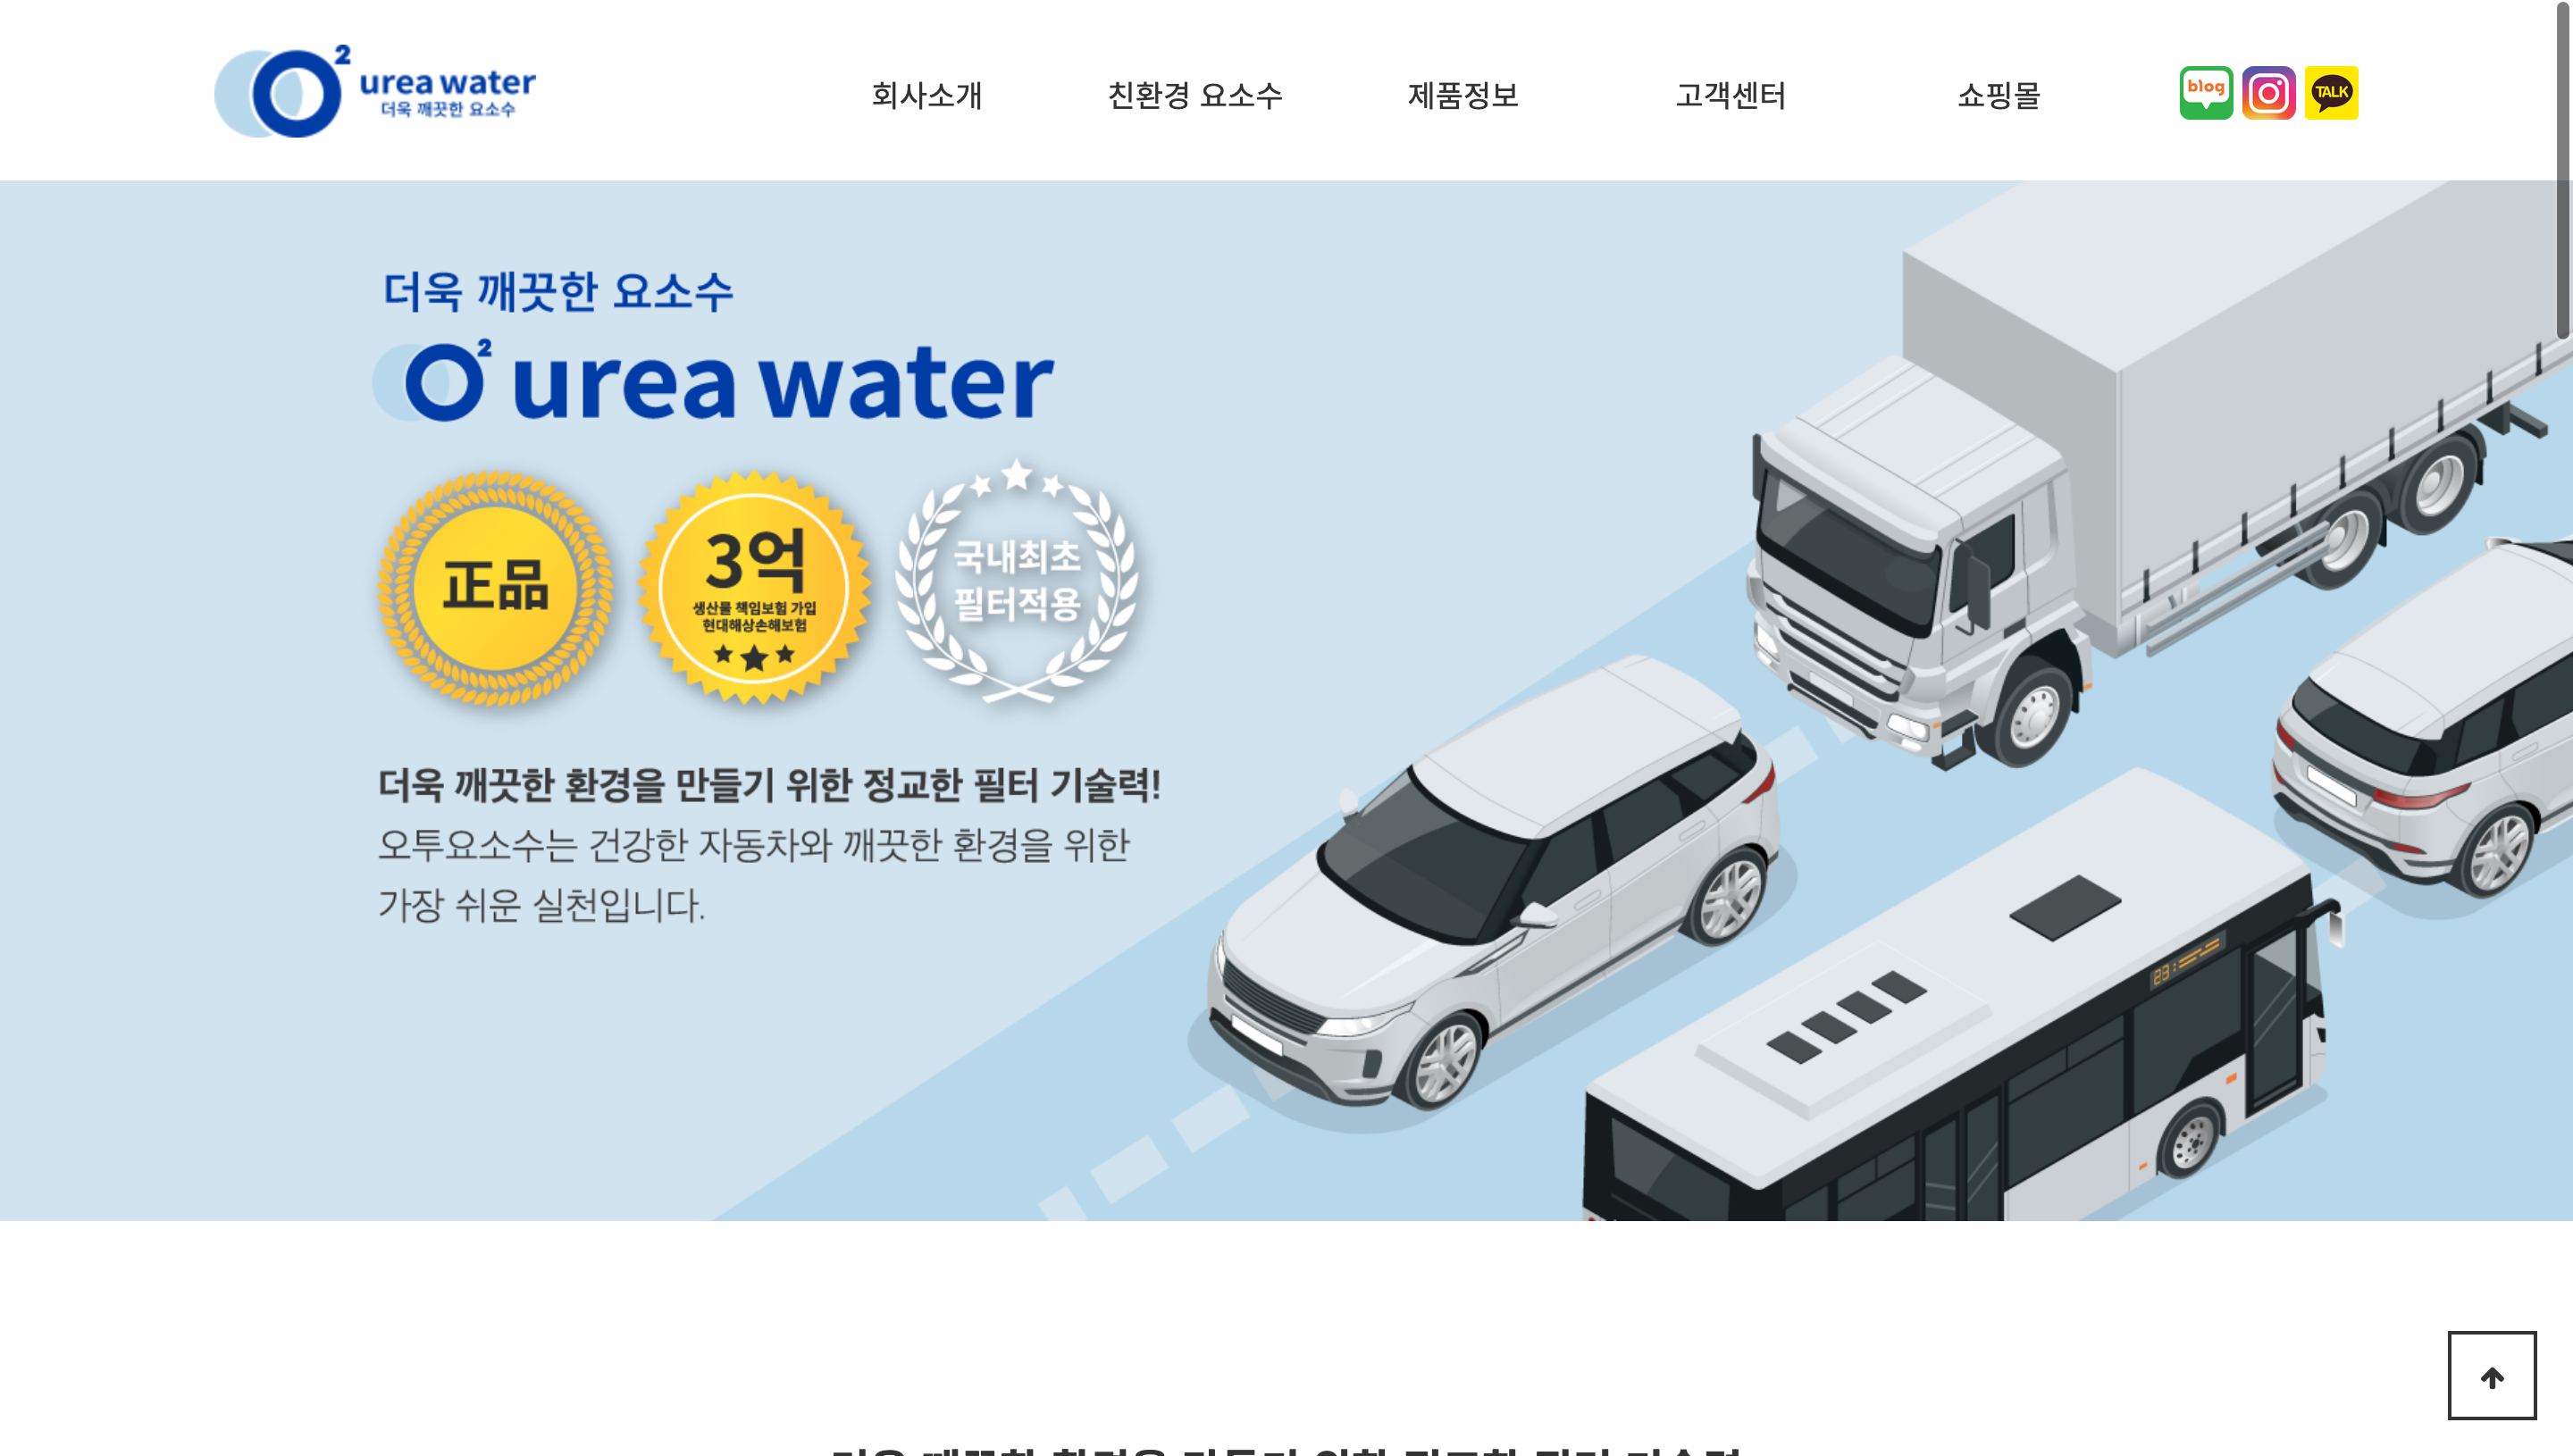 O² urea water
더욱 깨끗한 요소수
회사소개
친환경 요소수
제품정보
고객센터
쇼핑몰
blog
TALK
더욱 깨끗한 요소수
O² urea water
正品
3억
생산물 책임보험 가입
현대해상손해보험
국내최초
필터적용
더욱 깨끗한 환경을 만들기 위한 정교한 필터 기술력!
오투요소수는 건강한 자동차와 깨끗한 환경을 위한
가장 쉬운 실천입니다.
23: